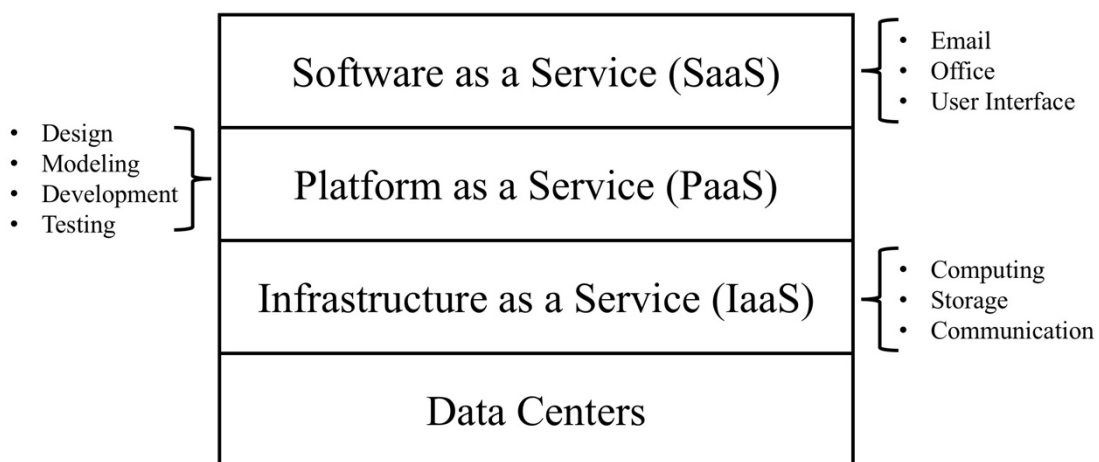 Software as a Service (SaaS)
• Email
• Office
• User Interface
• Design
• Modeling
• Development
• Testing
Platform as a Service (PaaS)
Infrastructure as a Service (IaaS)
• Computing
• Storage
• Communication
Data Centers